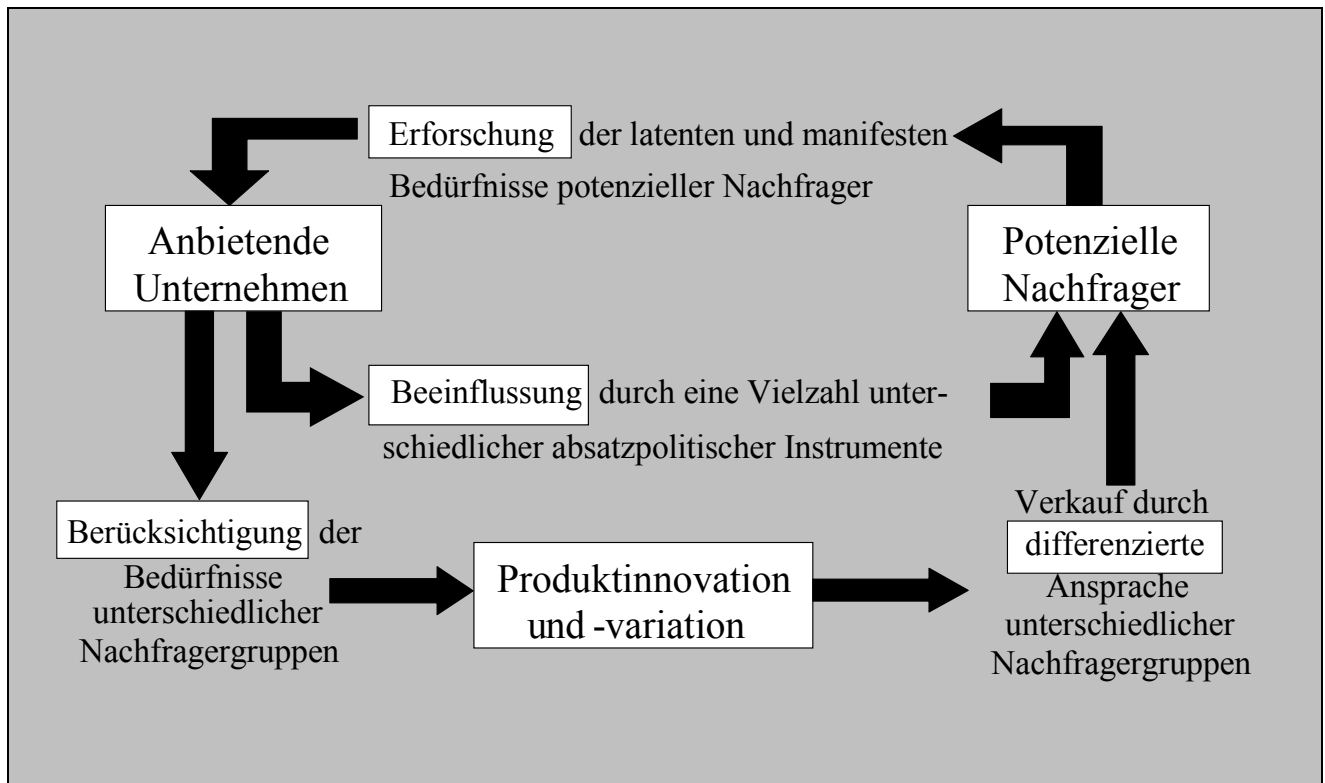 Erforschung der latenten und manifesten
Bedürfnisse potenzieller Nachfrager
Anbietende
Unternehmen
Potenzielle
Nachfrager
Beeinflussung durch eine Vielzahl unter-
schiedlicher absatzpolitischer Instrumente
Berücksichtigung der
Bedürfnisse
unterschiedlicher
Nachfragergruppen
Produktinnovation
und -variation
Verkauf durch
differenzierte
Ansprache
unterschiedlicher
Nachfragergruppen